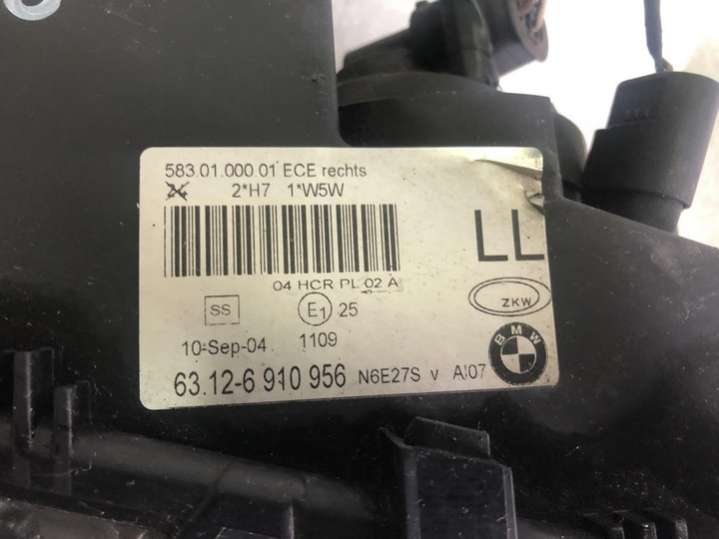 583.01.000 01 ECE rechts
2*H7 1*W5W
LL
04 HCR PL 02 A
ZKW
SS E1 25
10-Sep-04 1109
BMW
63.12-6 910 956 N6E27S v A:07